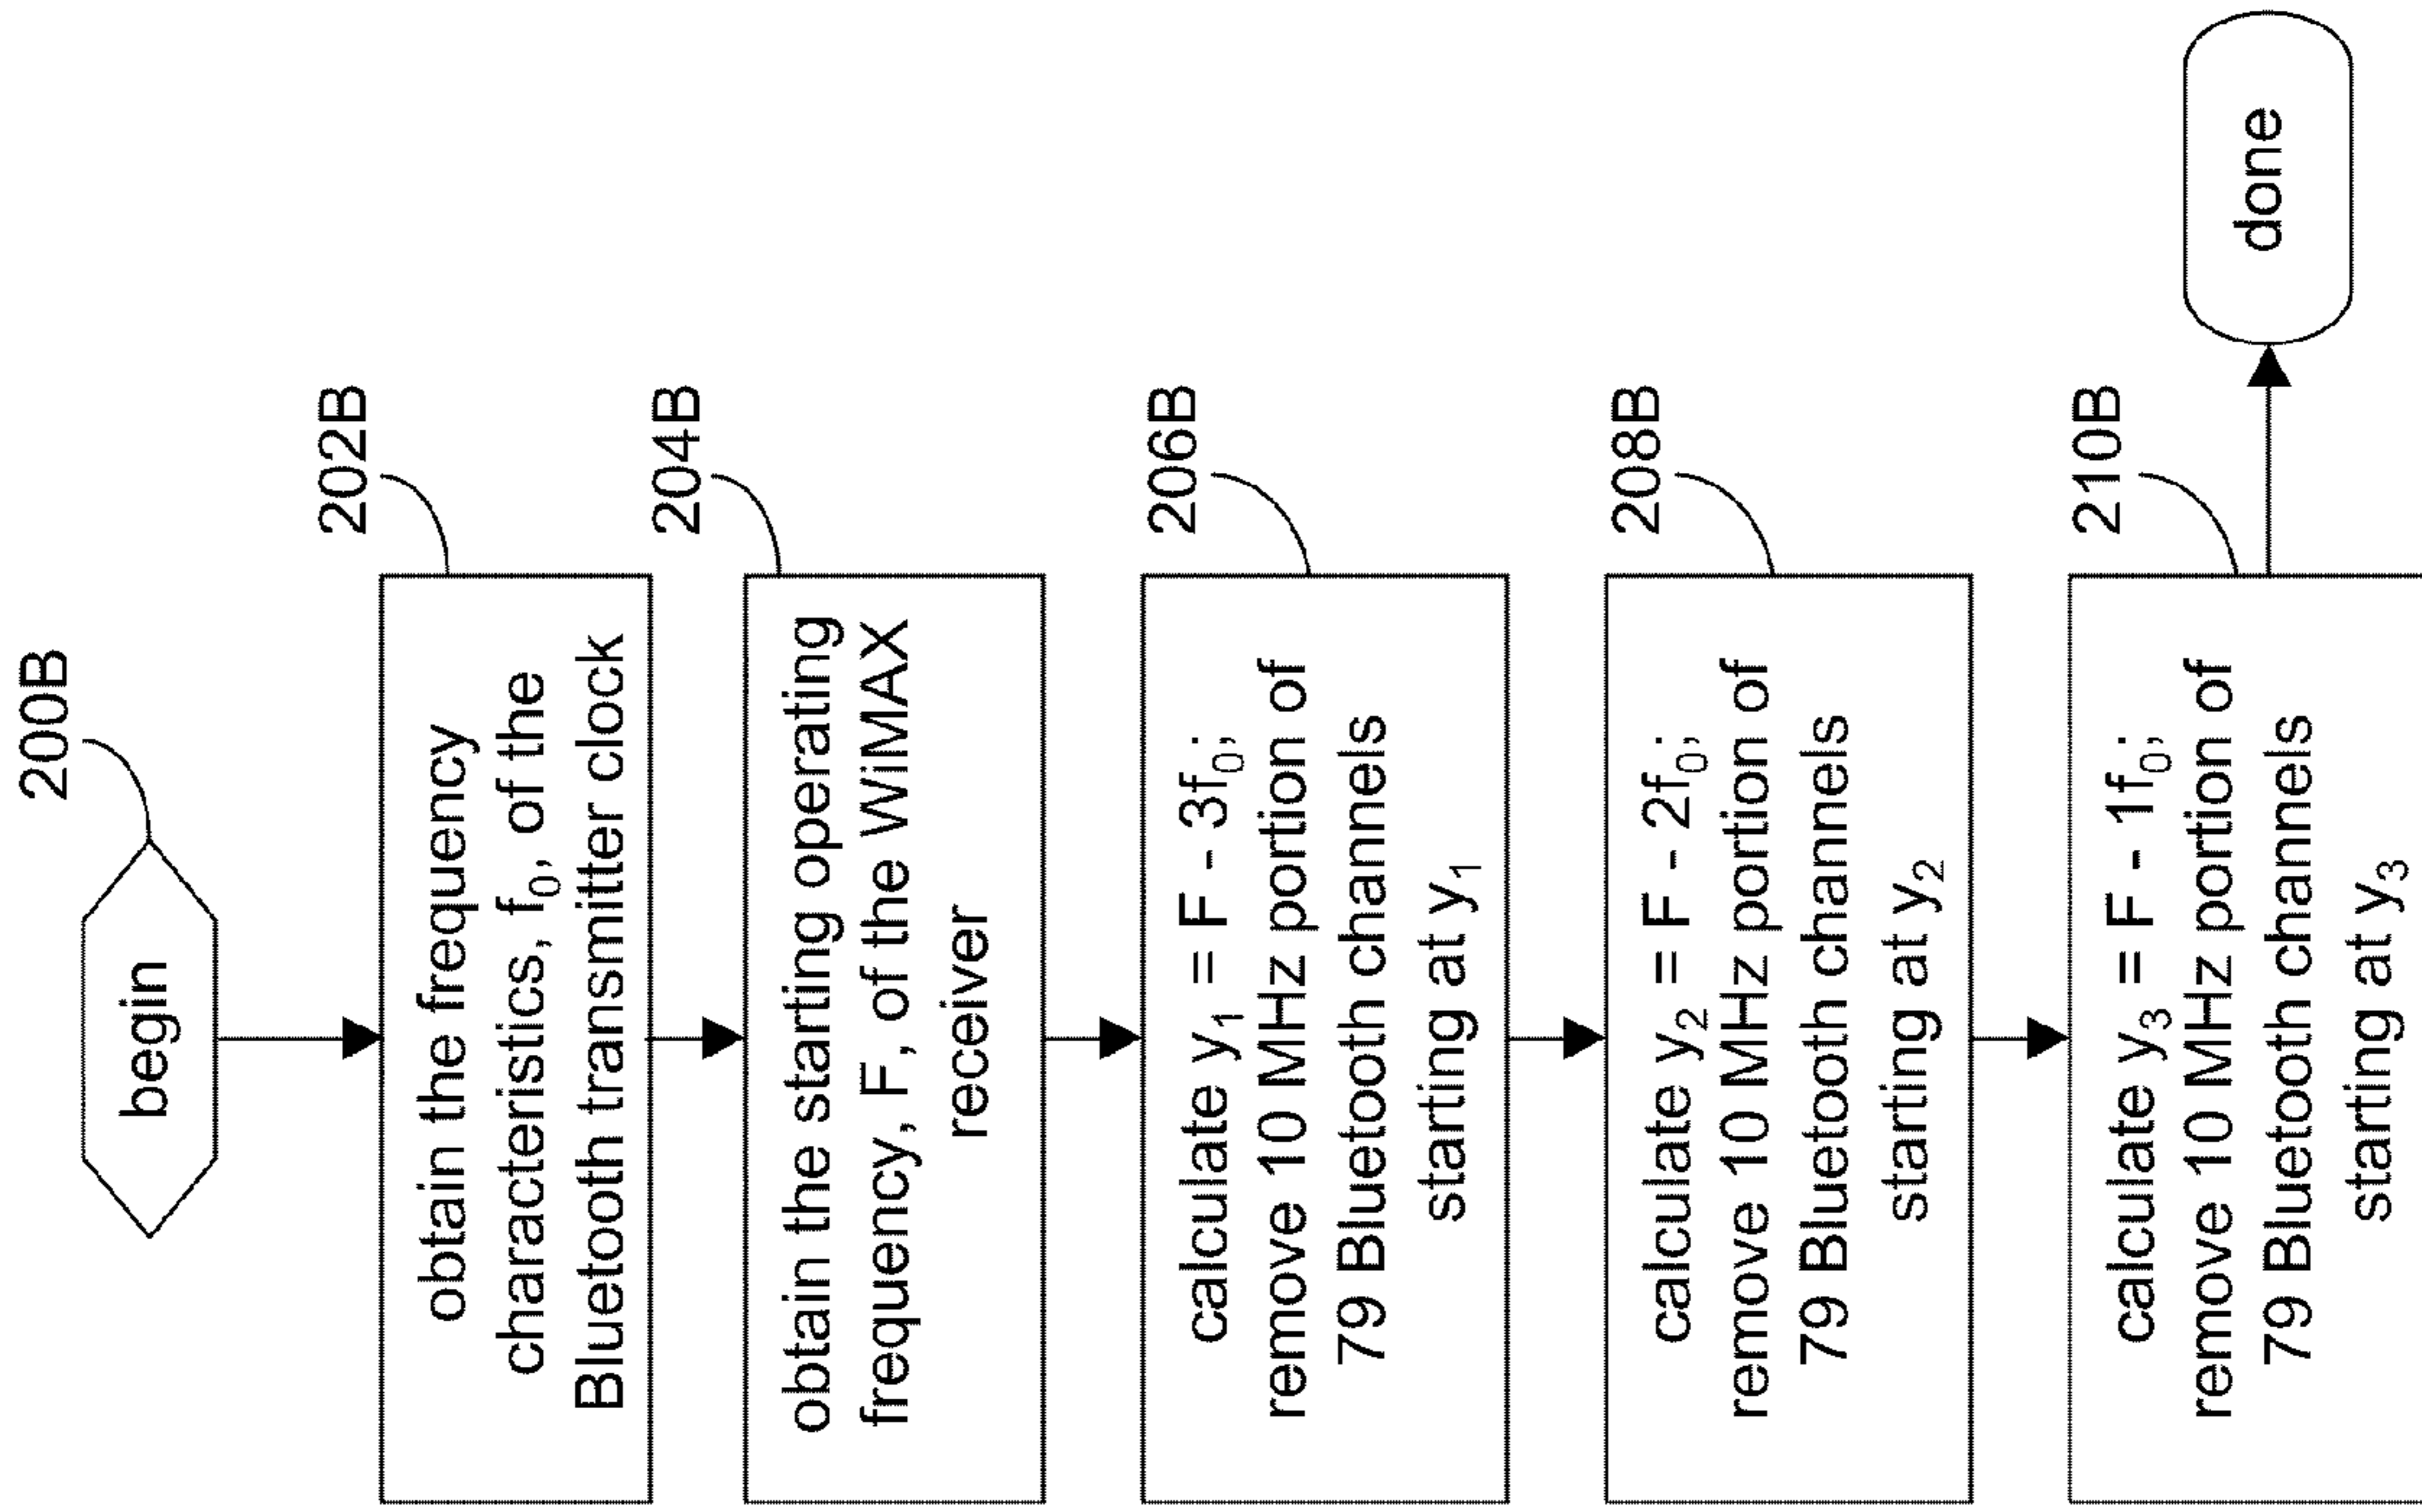 200B
begin
202B
obtain the frequency
characteristics, f₀, of the
Bluetooth transmitter clock
204B
obtain the starting operating
frequency, F, of the WiMAX
receiver
206B
calculate y₁ = F - 3f₀;
remove 10 MHz portion of
79 Bluetooth channels
starting at y₁
208B
calculate y₂ = F - 2f₀;
remove 10 MHz portion of
79 Bluetooth channels
starting at y₂
210B
calculate y₃ = F - 1f₀;
remove 10 MHz portion of
79 Bluetooth channels
starting at y₃
done